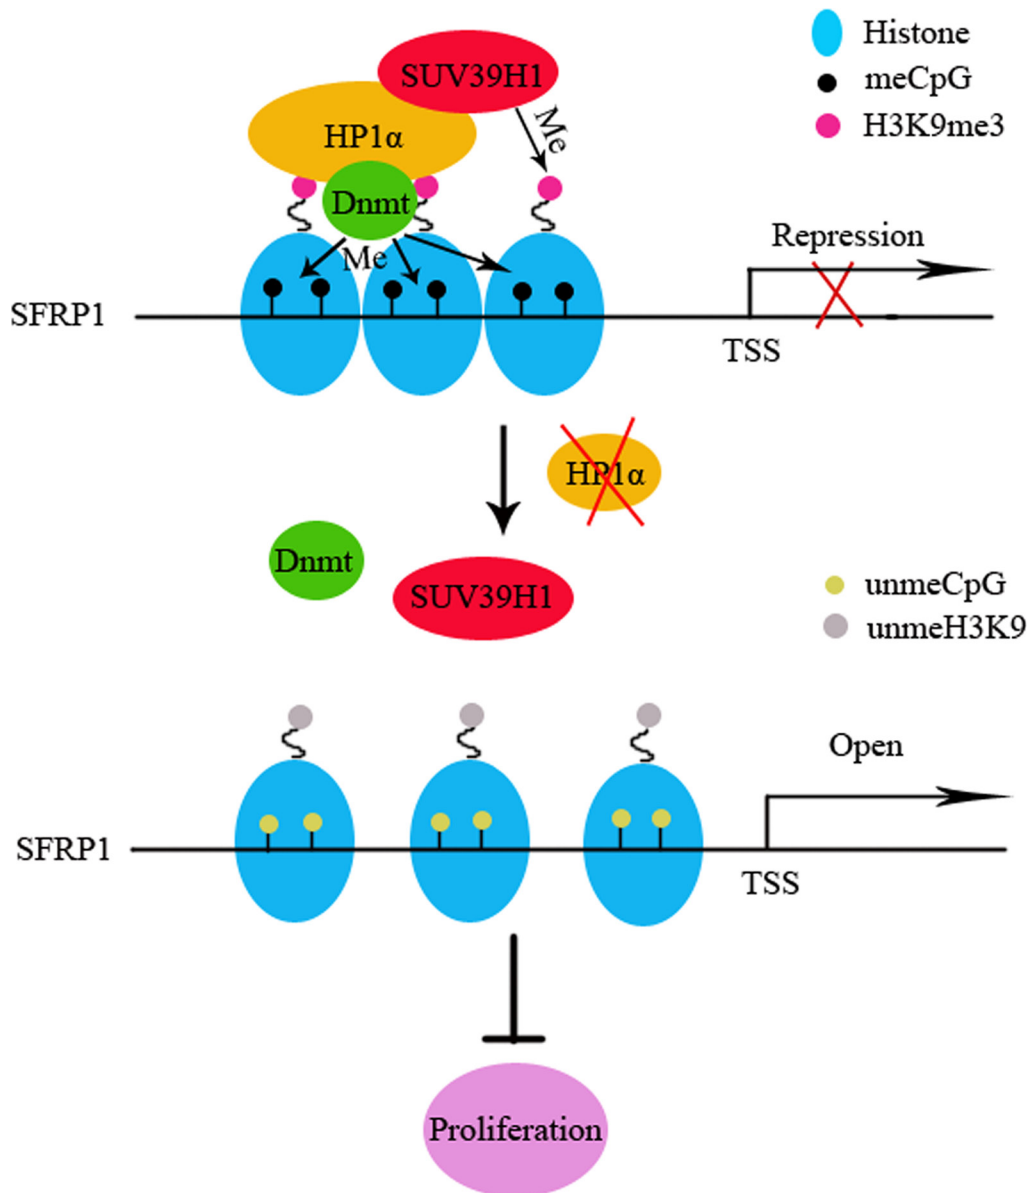 SUV39H1
Histone
meCpG
H3K9me3
HP1α
Me
Dnmt
Me
Repression
SFRP1
TSS
HP1α
Dnmt
SUV39H1
unmeCpG
unmeH3K9
Open
SFRP1
TSS
Proliferation